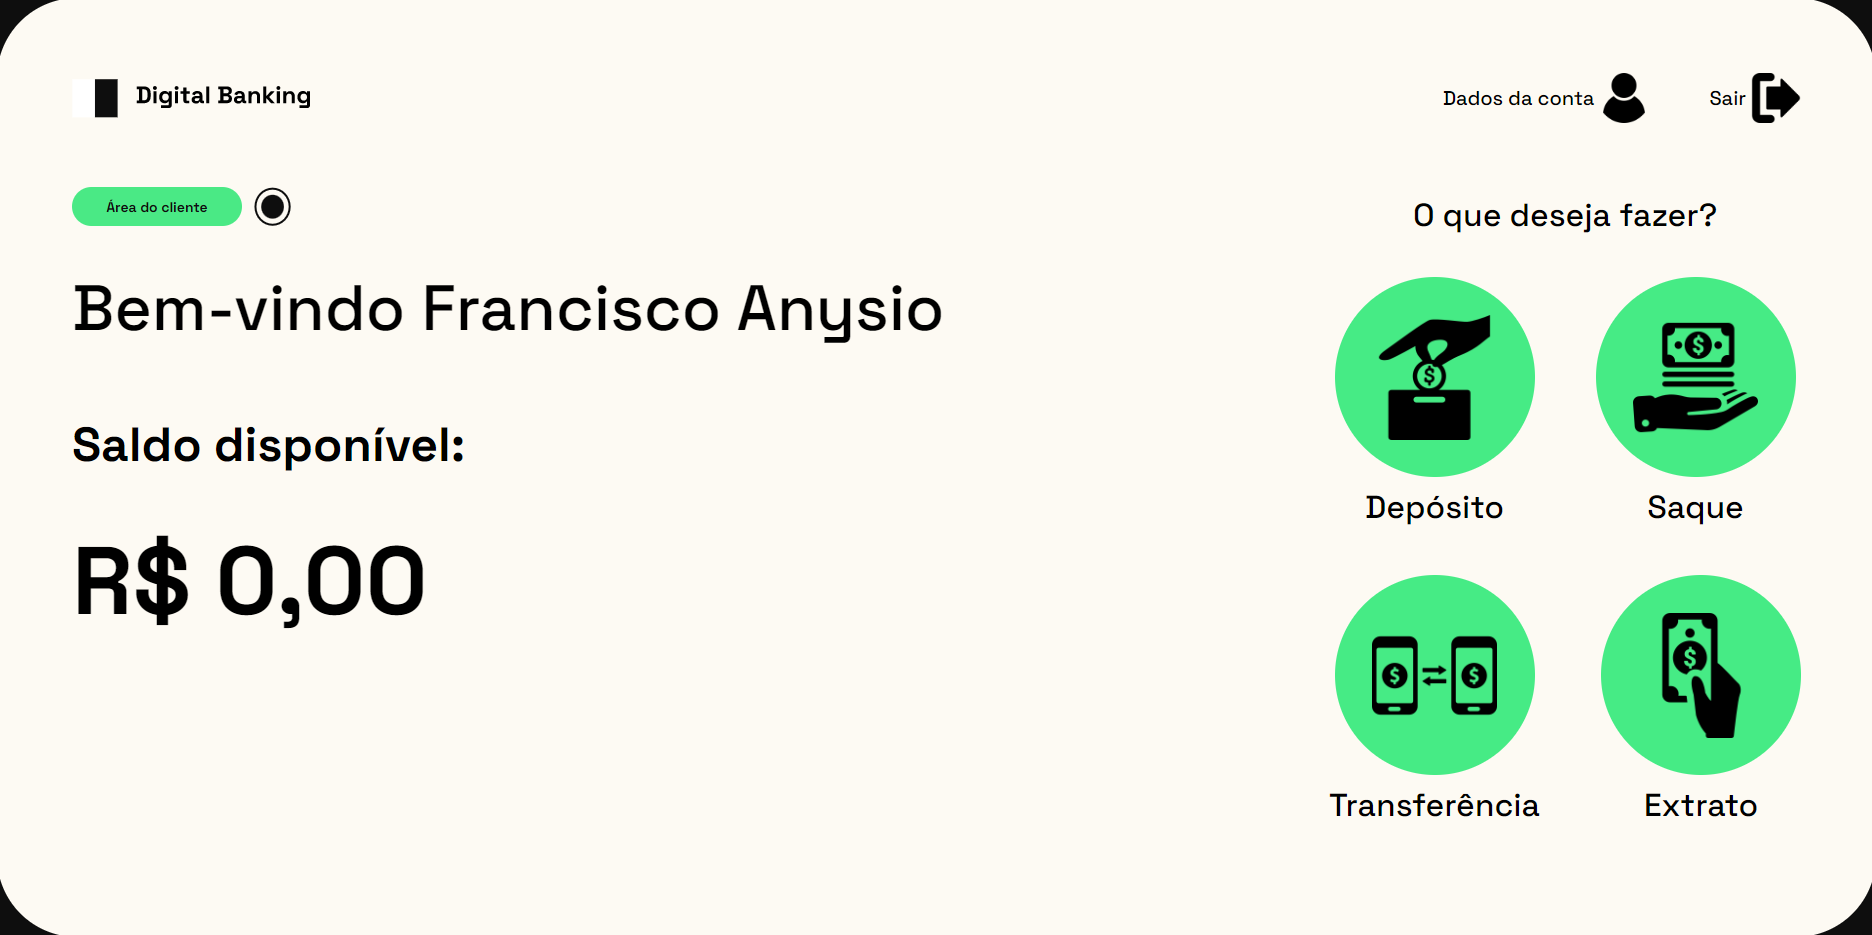 Digital Banking
Dados da conta
Sair
Área do cliente
Bem-vindo Francisco Anysio
Saldo disponível:
R$ 0,00
O que deseja fazer?
$
$
Depósito
Saque
$
$
$
Transferência
Extrato